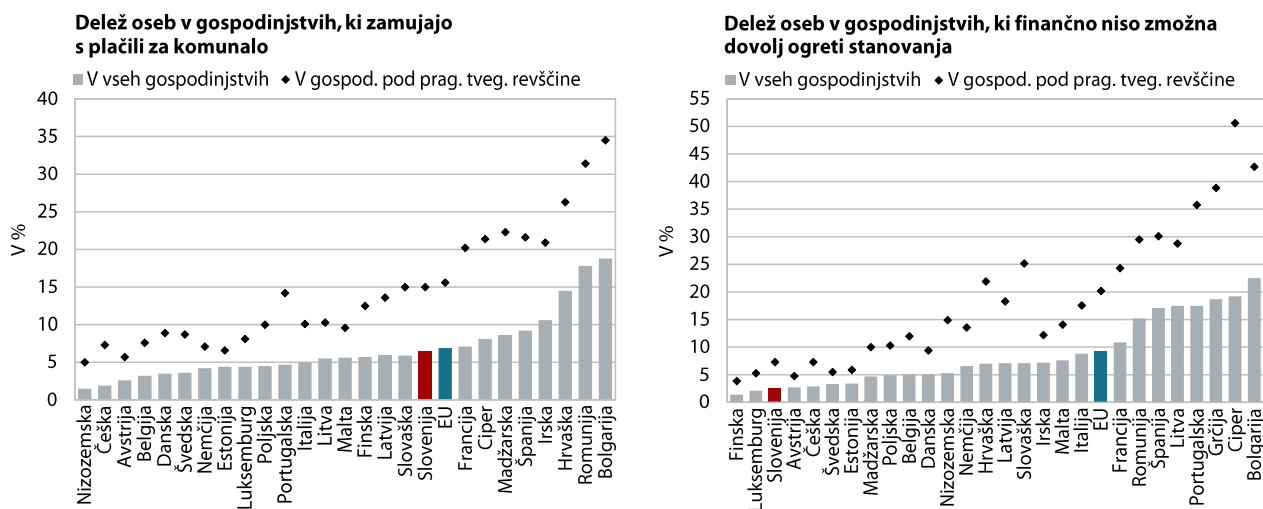 Delež oseb v gospodinjstvih, ki zamujajo
s plačili za komunalo
V vseh gospodinjstvih
V gospod. pod prag. tveg. revščine
40
35
30
25
20
15
10
5
0
V %
Nizozemska
Češka
Avstrija
Belgija
Danska
Švedska
Nemčija
Estonija
Luksemburg
Poljska
Portugalska
Italija
Litva
Malta
Finska
Latvija
Slovaška
Slovenija
EU
Francija
Ciper
Madžarska
Španija
Irska
Hrvaška
Romunija
Bolgarija
Delež oseb v gospodinjstvih, ki finančno niso zmožna
dovolj ogreti stanovanja
V vseh gospodinjstvih
V gospod. pod prag. tveg. revščine
55
50
45
40
35
30
25
20
15
10
5
0
V %
Finska
Luksemburg
Slovenija
Avstrija
Češka
Švedska
Estonija
Madžarska
Poljska
Belgija
Danska
Nizozemska
Nemčija
Hrvaška
Latvija
Slovaška
Irska
Malta
Italija
EU
Francija
Romunija
Španija
Litva
Portugalska
Grčija
Ciper
Bolgarija